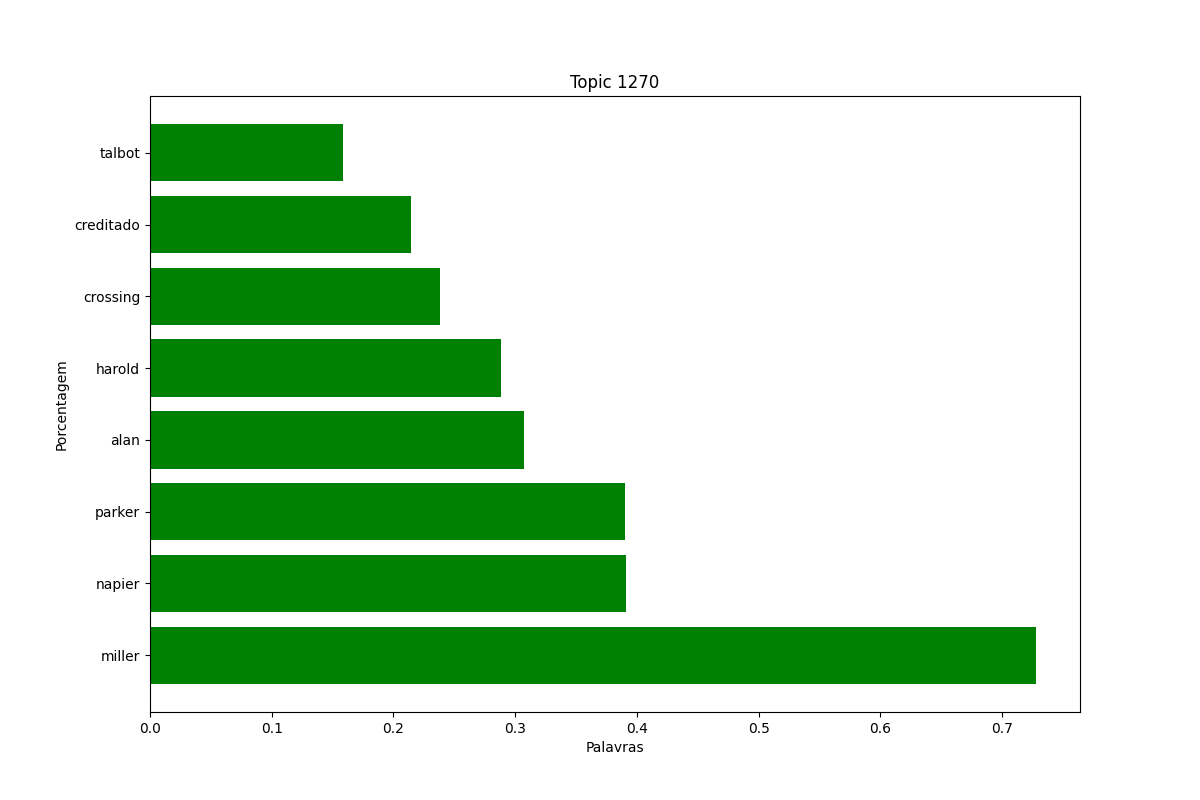 Topic 1270
talbot
creditado
crossing
harold
alan
parker
napier
miller
Porcentagem
0.0 0.1 0.2 0.3 0.4 0.5 0.6 0.7
Palavras